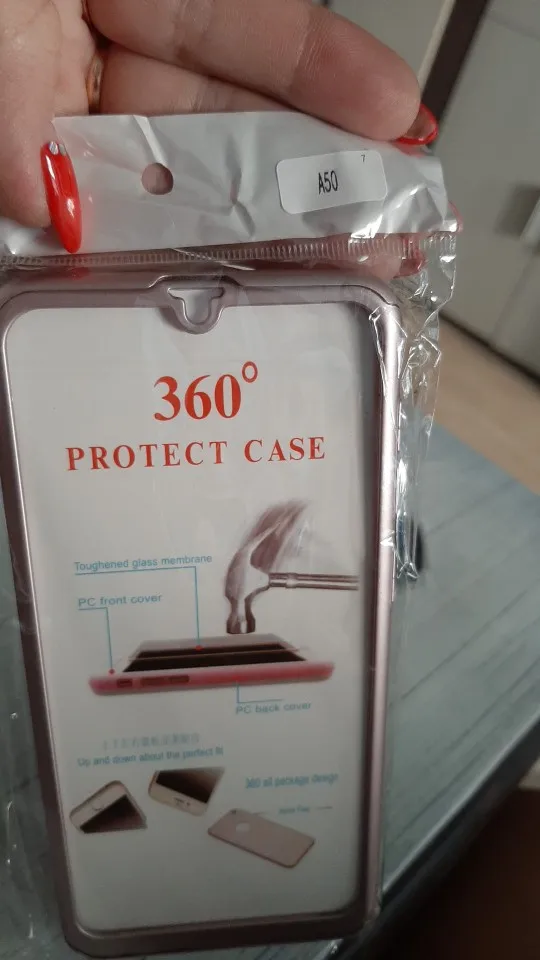 7
A50
360°
PROTECT CASE
Toughened glass membrane
PC front cover
PC back cover
Up and down about the perfect fit
360 all package design